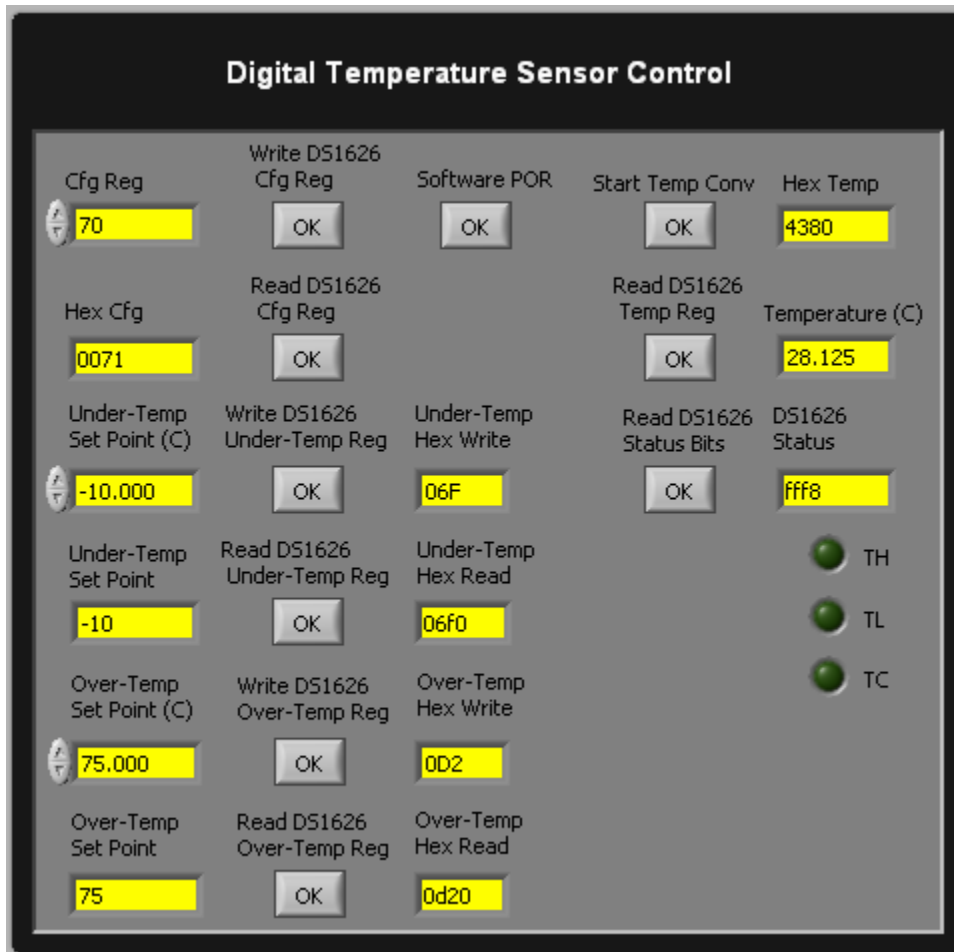 Digital Temperature Sensor Control
Write DS1626
Cfg Reg
Cfg Reg
Software POR
Start Temp Conv
Hex Temp
70
OK
OK
OK
4380
Hex Cfg
Read DS1626
Cfg Reg
Read DS1626
Temp Reg
Temperature (C)
0071
OK
OK
28.125
Under-Temp
Set Point (C)
Write DS1626
Under-Temp Reg
Under-Temp
Hex Write
Read DS1626
Status Bits
DS1626
Status
-10.000
OK
06F
OK
fff8
TH
Under-Temp
Set Point
Read DS1626
Under-Temp Reg
Under-Temp
Hex Read
-10
OK
06f0
TL
Over-Temp
Set Point (C)
Write DS1626
Over-Temp Reg
Over-Temp
Hex Write
TC
75.000
OK
0D2
Over-Temp
Set Point
Read DS1626
Over-Temp Reg
Over-Temp
Hex Read
75
OK
0d20